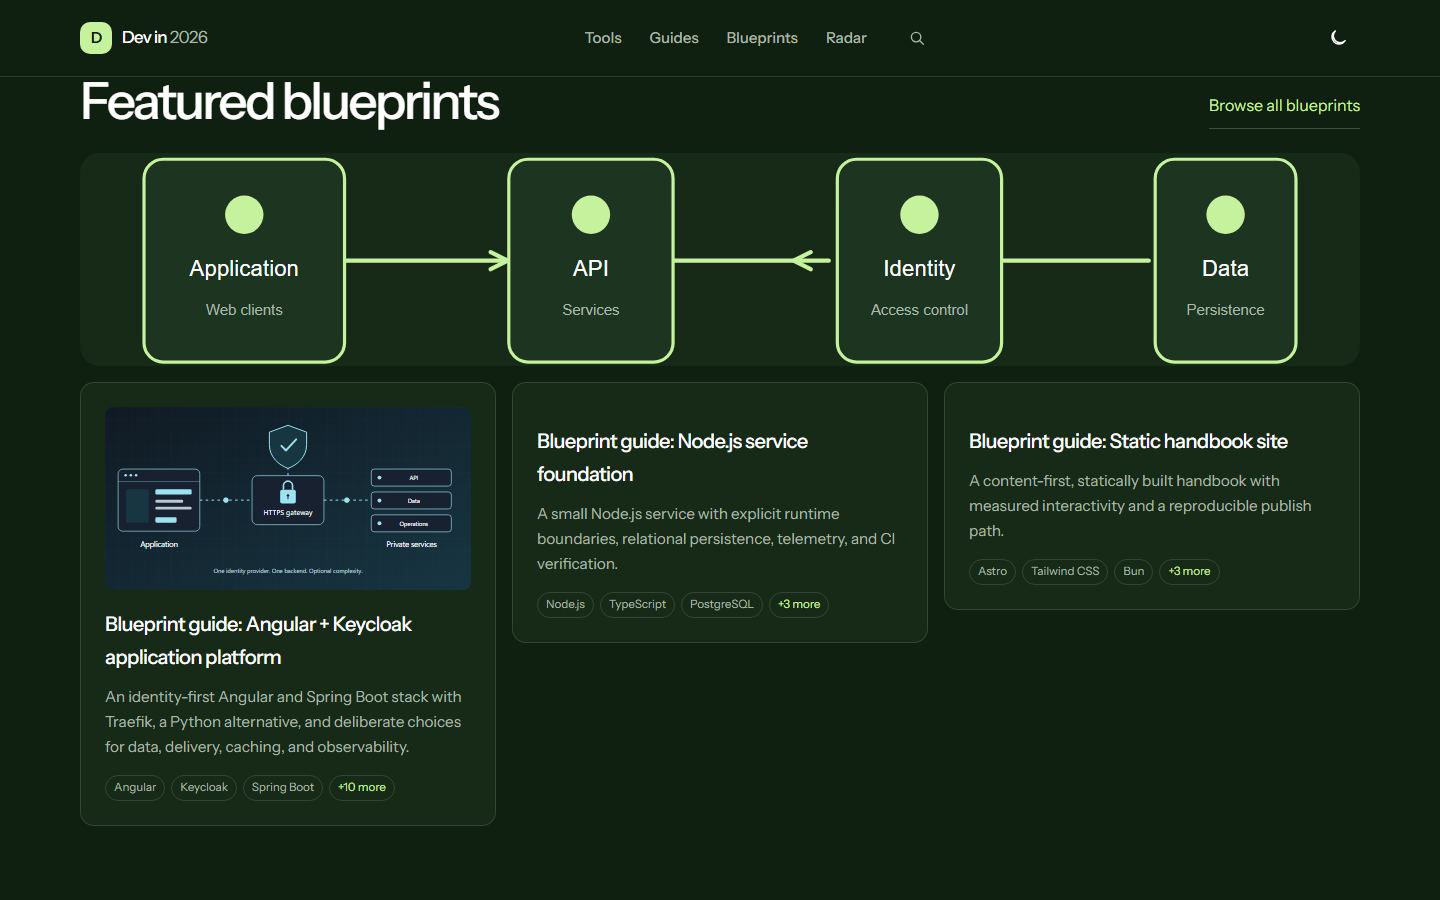 D Dev in 2026
Tools Guides Blueprints Radar
Featured blueprints
Browse all blueprints
Application
Web clients
API
Services
Identity
Access control
Data
Persistence
HTTPS gateway
Application
API
Data
Operations
Private services
One identity provider. One backend. Optional complexity.
Blueprint guide: Angular + Keycloak
application platform
An identity-first Angular and Spring Boot stack with
Traefik, a Python alternative, and deliberate choices
for data, delivery, caching, and observability.
Angular Keycloak Spring Boot +10 more
Blueprint guide: Node.js service
foundation
A small Node.js service with explicit runtime
boundaries, relational persistence, telemetry, and CI
verification.
Node.js TypeScript PostgreSQL +3 more
Blueprint guide: Static handbook site
A content-first, statically built handbook with
measured interactivity and a reproducible publish
path.
Astro Tailwind CSS Bun +3 more